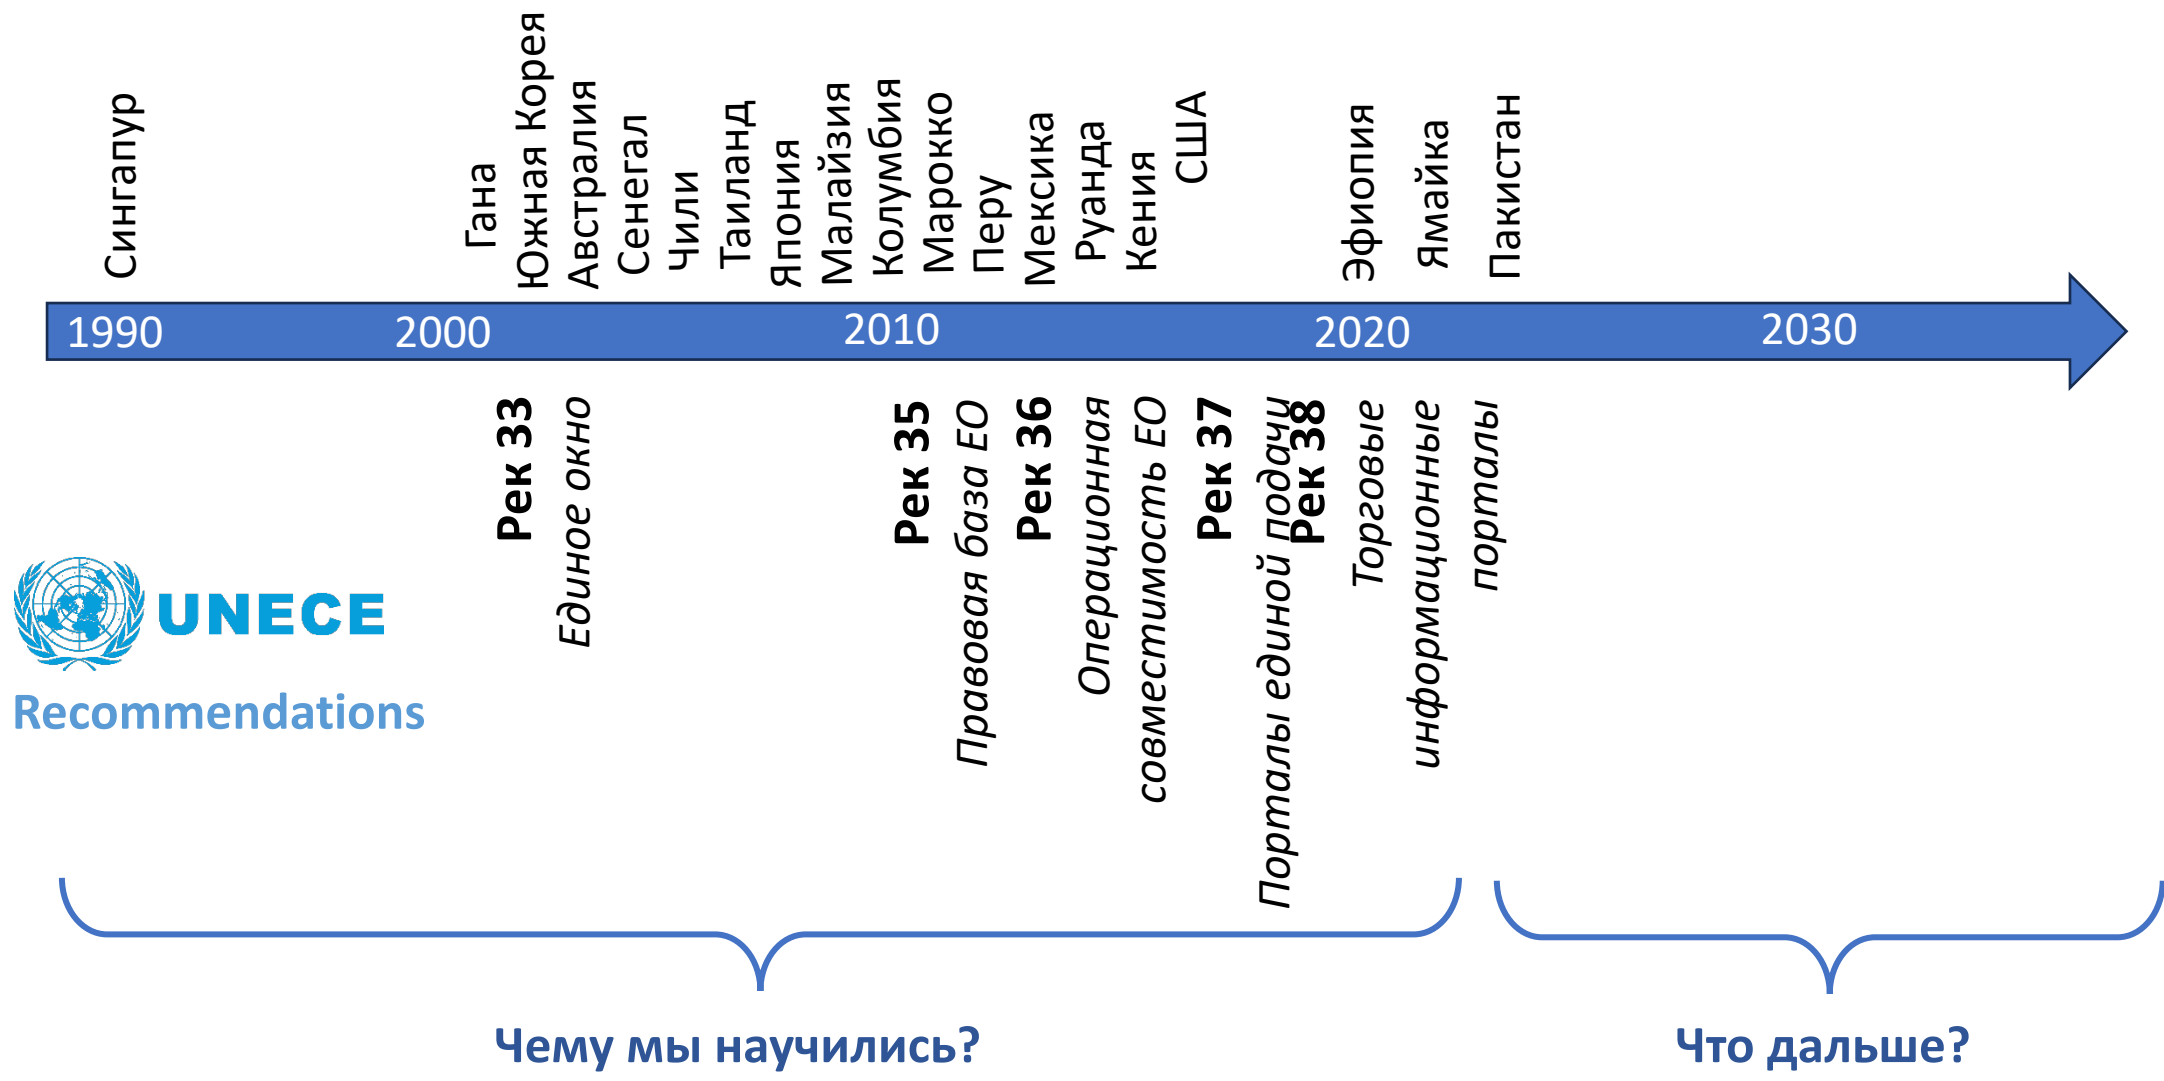 Сингапур
Гана
Южная Корея
Австралия
Сенегал
Чили
Таиланд
Япония
Малайзия
Колумбия
Марокко
Перу
Мексика
Руанда
Кения
США
Эфиопия
Ямайка
Пакистан
1990
2000
2010
2020
2030
Рек 33
Единое окно
Рек 35
Правовая база ЕО
Рек 36
Операционная
совместимость ЕО
Рек 37
Порталы единой подачи
Рек 38
Торговые
информационные
порталы
UNECE
Recommendations
Чему мы научились?
Что дальше?